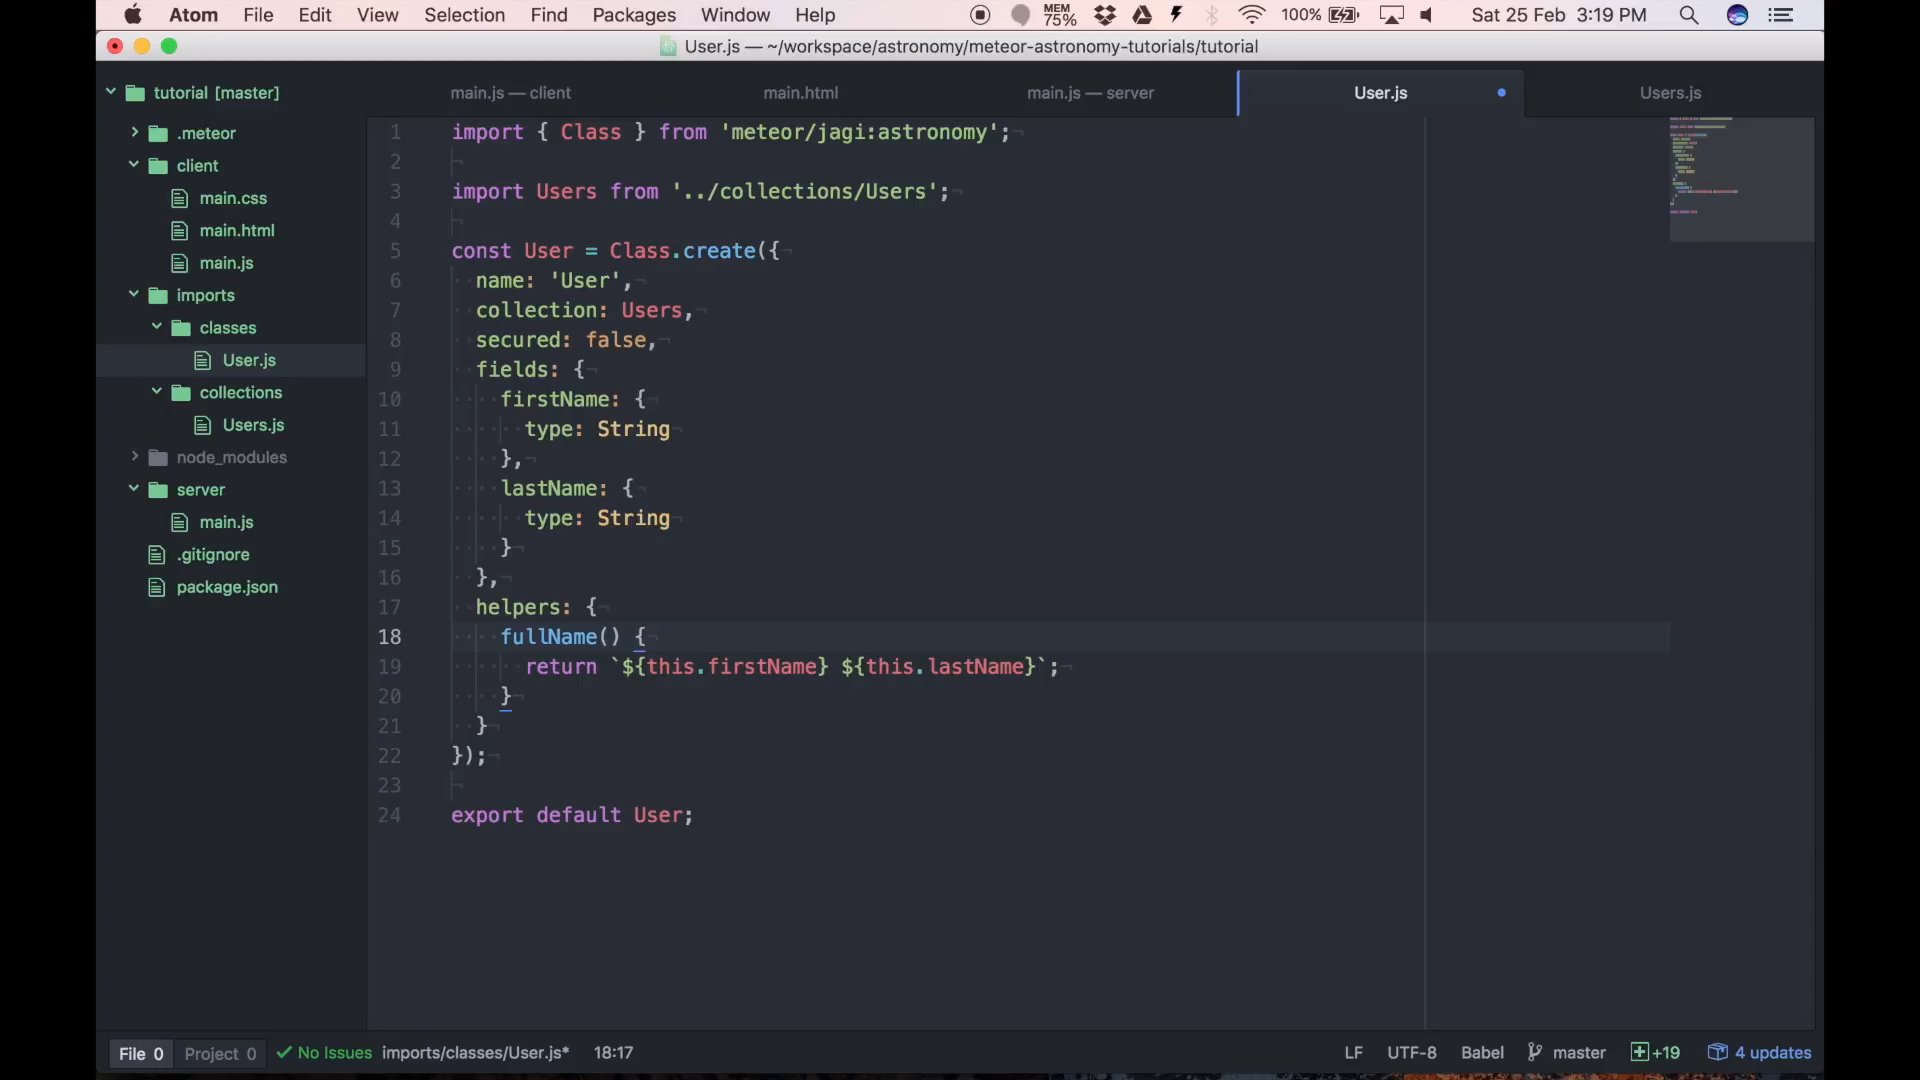 Atom File Edit View Selection Find Packages Window Help MEM 75% 100% Sat 25 Feb 3:19 PM
User.js — ~/workspace/astronomy/meteor-astronomy-tutorials/tutorial
tutorial [master]
.meteor
client
main.css
main.html
main.js
imports
classes
User.js
collections
Users.js
node_modules
server
main.js
.gitignore
package.json
main.js — client main.html main.js — server User.js Users.js
1 import { Class } from 'meteor/jagi:astronomy';
2
3 import Users from '../collections/Users';
4
5 const User = Class.create({
6 name: 'User',
7 collection: Users,
8 secured: false,
9 fields: {
10 firstName: {
11 type: String
12 },
13 lastName: {
14 type: String
15 }
16 },
17 helpers: {
18 fullName() {
19 return `${this.firstName} ${this.lastName}`;
20 }
21 }
22 });
23
24 export default User;
File 0 Project 0 No Issues imports/classes/User.js* 18:17 LF UTF-8 Babel master +19 4 updates